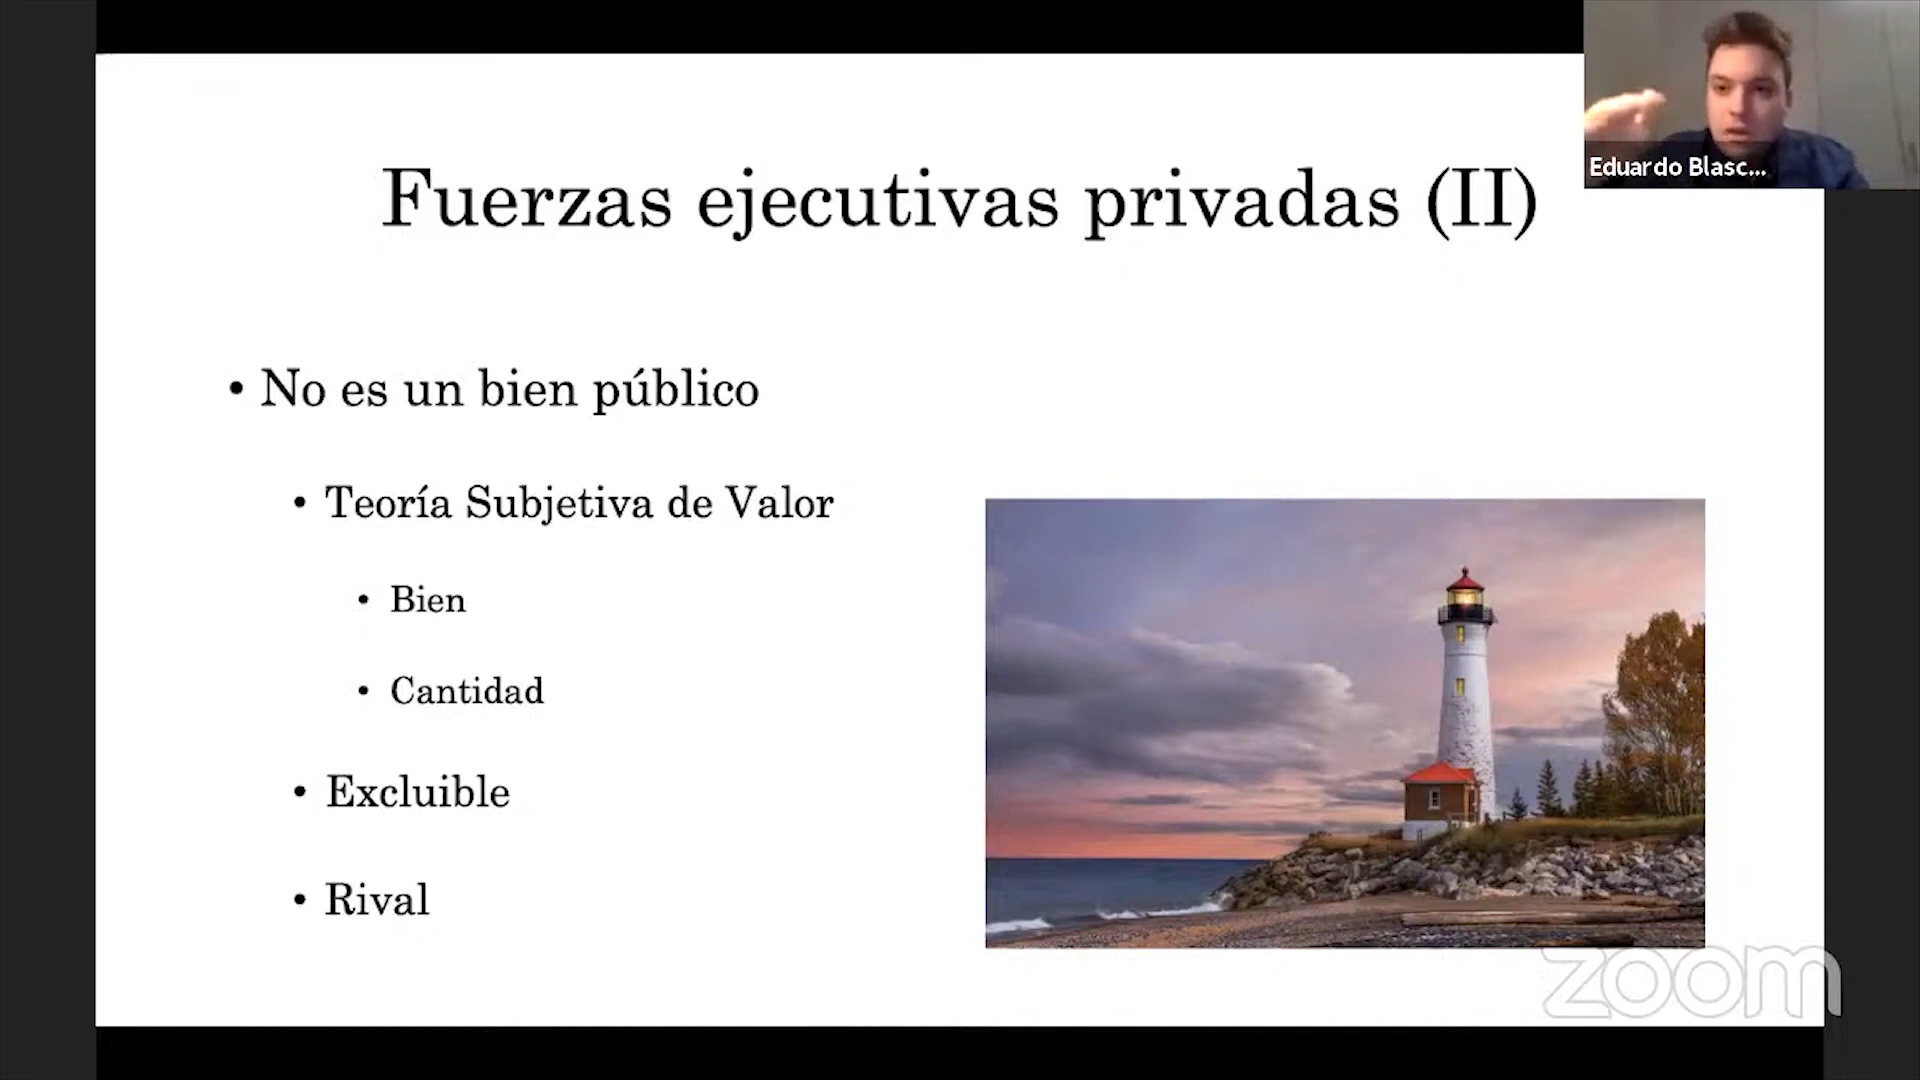 Eduardo Blasc...
Fuerzas ejecutivas privadas (II)
• No es un bien público
• Teoría Subjetiva de Valor
• Bien
• Cantidad
• Excluible
• Rival
zoom